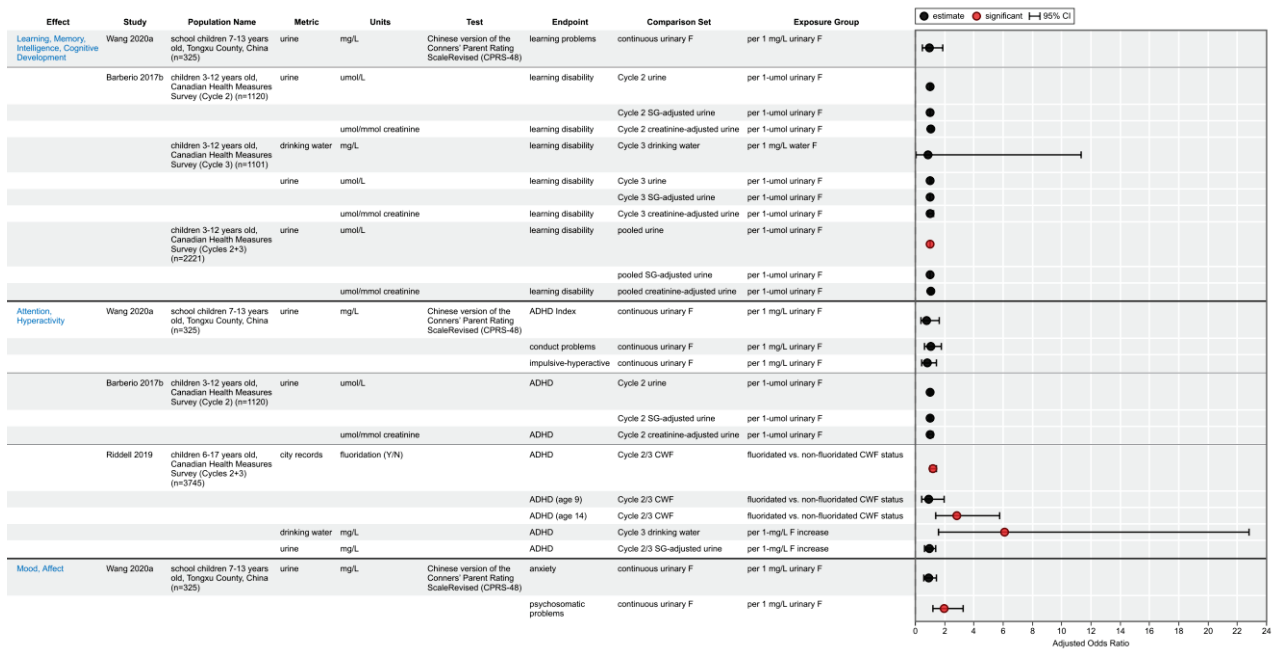 Effect Study Population Name Metric Units Test Endpoint Comparison Set Exposure Group
estimate significant 95% CI
Learning, Memory, Wang 2020a school children 7-13 years urine mg/L Chinese version of the learning problems continuous urinary F per 1 mg/L urinary F
Intelligence, Cognitive old, Tongxu County, China Conners' Parent Rating
Development (n=325) ScaleRevised (CPRS-48)
Barberio 2017b children 3-12 years old, urine umol/L learning disability Cycle 2 urine per 1-umol urinary F
Canadian Health Measures
Survey (Cycle 2) (n=1120)
Cycle 2 SG-adjusted urine per 1-umol urinary F
umol/mmol creatinine learning disability Cycle 2 creatinine-adjusted urine per 1-umol urinary F
children 3-12 years old, drinking water mg/L learning disability Cycle 3 drinking water per 1 mg/L water F
Canadian Health Measures
Survey (Cycle 3) (n=1101)
urine umol/L learning disability Cycle 3 urine per 1-umol urinary F
Cycle 3 SG-adjusted urine per 1-umol urinary F
umol/mmol creatinine learning disability Cycle 3 creatinine-adjusted urine per 1-umol urinary F
children 3-12 years old, urine umol/L learning disability pooled urine per 1-umol urinary F
Canadian Health Measures
Survey (Cycles 2+3)
(n=2221)
pooled SG-adjusted urine per 1-umol urinary F
umol/mmol creatinine learning disability pooled creatinine-adjusted urine per 1-umol urinary F
Attention, Wang 2020a school children 7-13 years urine mg/L Chinese version of the ADHD Index continuous urinary F per 1 mg/L urinary F
Hyperactivity old, Tongxu County, China Conners' Parent Rating
(n=325) ScaleRevised (CPRS-48)
conduct problems continuous urinary F per 1 mg/L urinary F
impulsive-hyperactive continuous urinary F per 1 mg/L urinary F
Barberio 2017b children 3-12 years old, urine umol/L ADHD Cycle 2 urine per 1-umol urinary F
Canadian Health Measures
Survey (Cycle 2) (n=1120)
Cycle 2 SG-adjusted urine per 1-umol urinary F
umol/mmol creatinine ADHD Cycle 2 creatinine-adjusted urine per 1-umol urinary F
Riddell 2019 children 6-17 years old, city records fluoridation (Y/N) ADHD Cycle 2/3 CWF fluoridated vs. non-fluoridated CWF status
Canadian Health Measures
Survey (Cycles 2+3)
(n=3745)
ADHD (age 9) Cycle 2/3 CWF fluoridated vs. non-fluoridated CWF status
ADHD (age 14) Cycle 2/3 CWF fluoridated vs. non-fluoridated CWF status
drinking water mg/L ADHD Cycle 3 drinking water per 1-mg/L F increase
urine mg/L ADHD Cycle 2/3 SG-adjusted urine per 1-mg/L F increase
Mood, Affect Wang 2020a school children 7-13 years urine mg/L Chinese version of the anxiety continuous urinary F per 1 mg/L urinary F
old, Tongxu County, China Conners' Parent Rating
(n=325) ScaleRevised (CPRS-48)
psychosomatic continuous urinary F per 1 mg/L urinary F
problems
0 2 4 6 8 10 12 14 16 18 20 22 24
Adjusted Odds Ratio